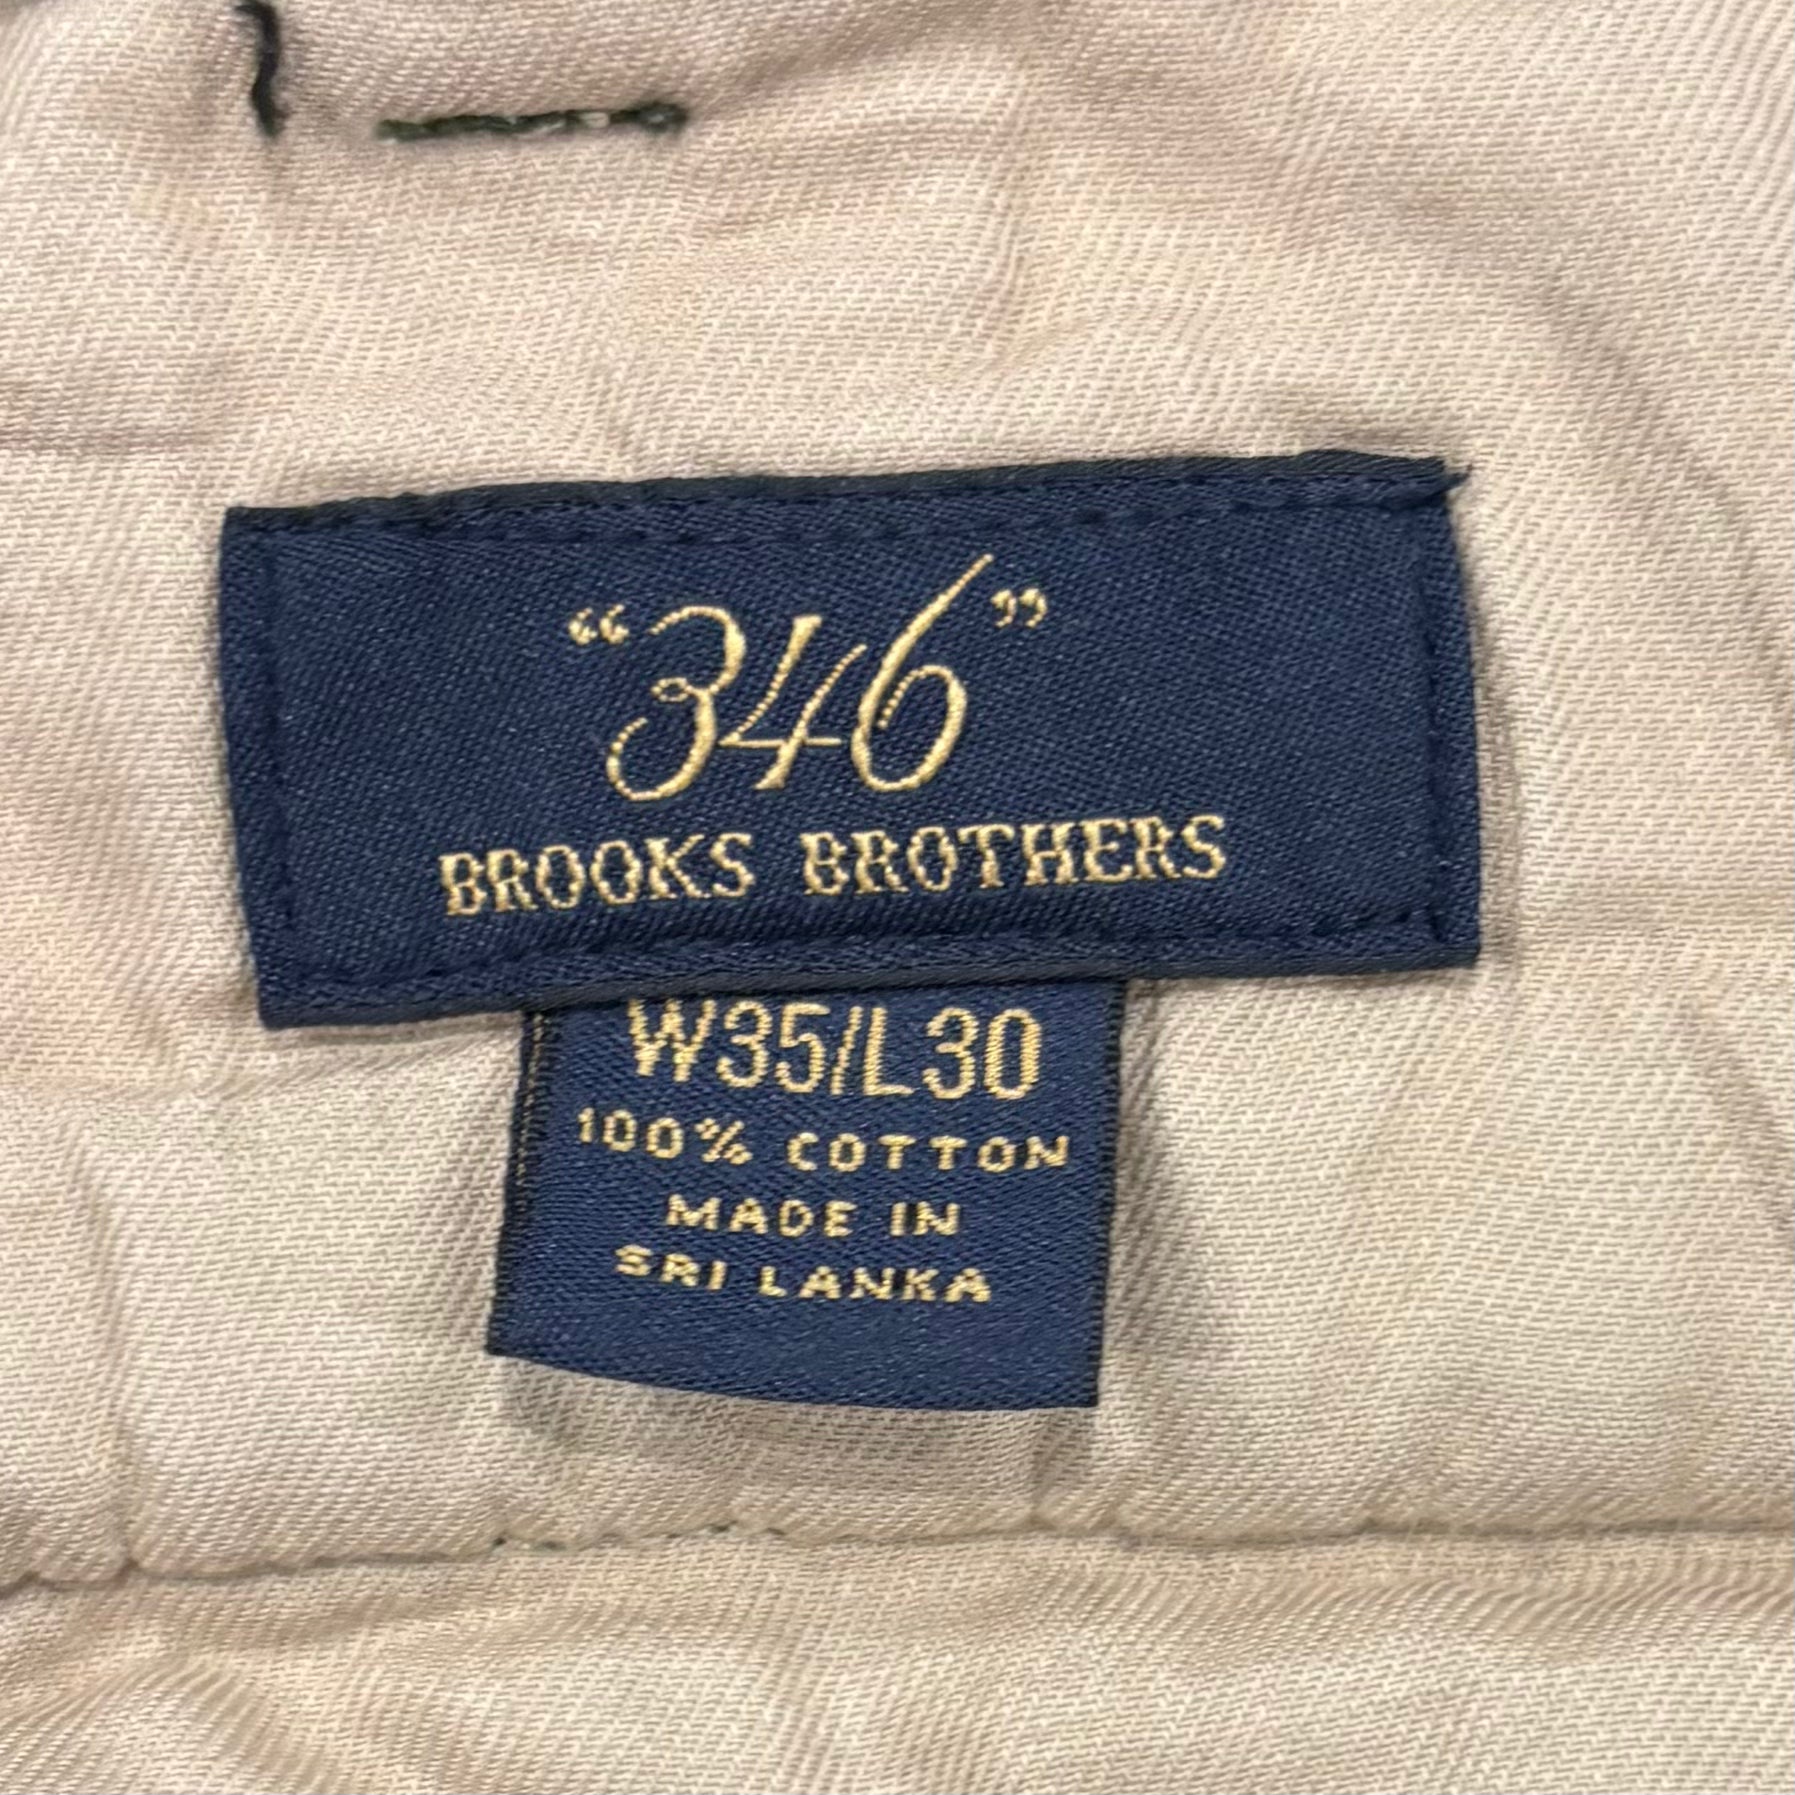 “346”
BROOKS BROTHERS
W35/L30
100% COTTON
MADE IN
SRI LANKA